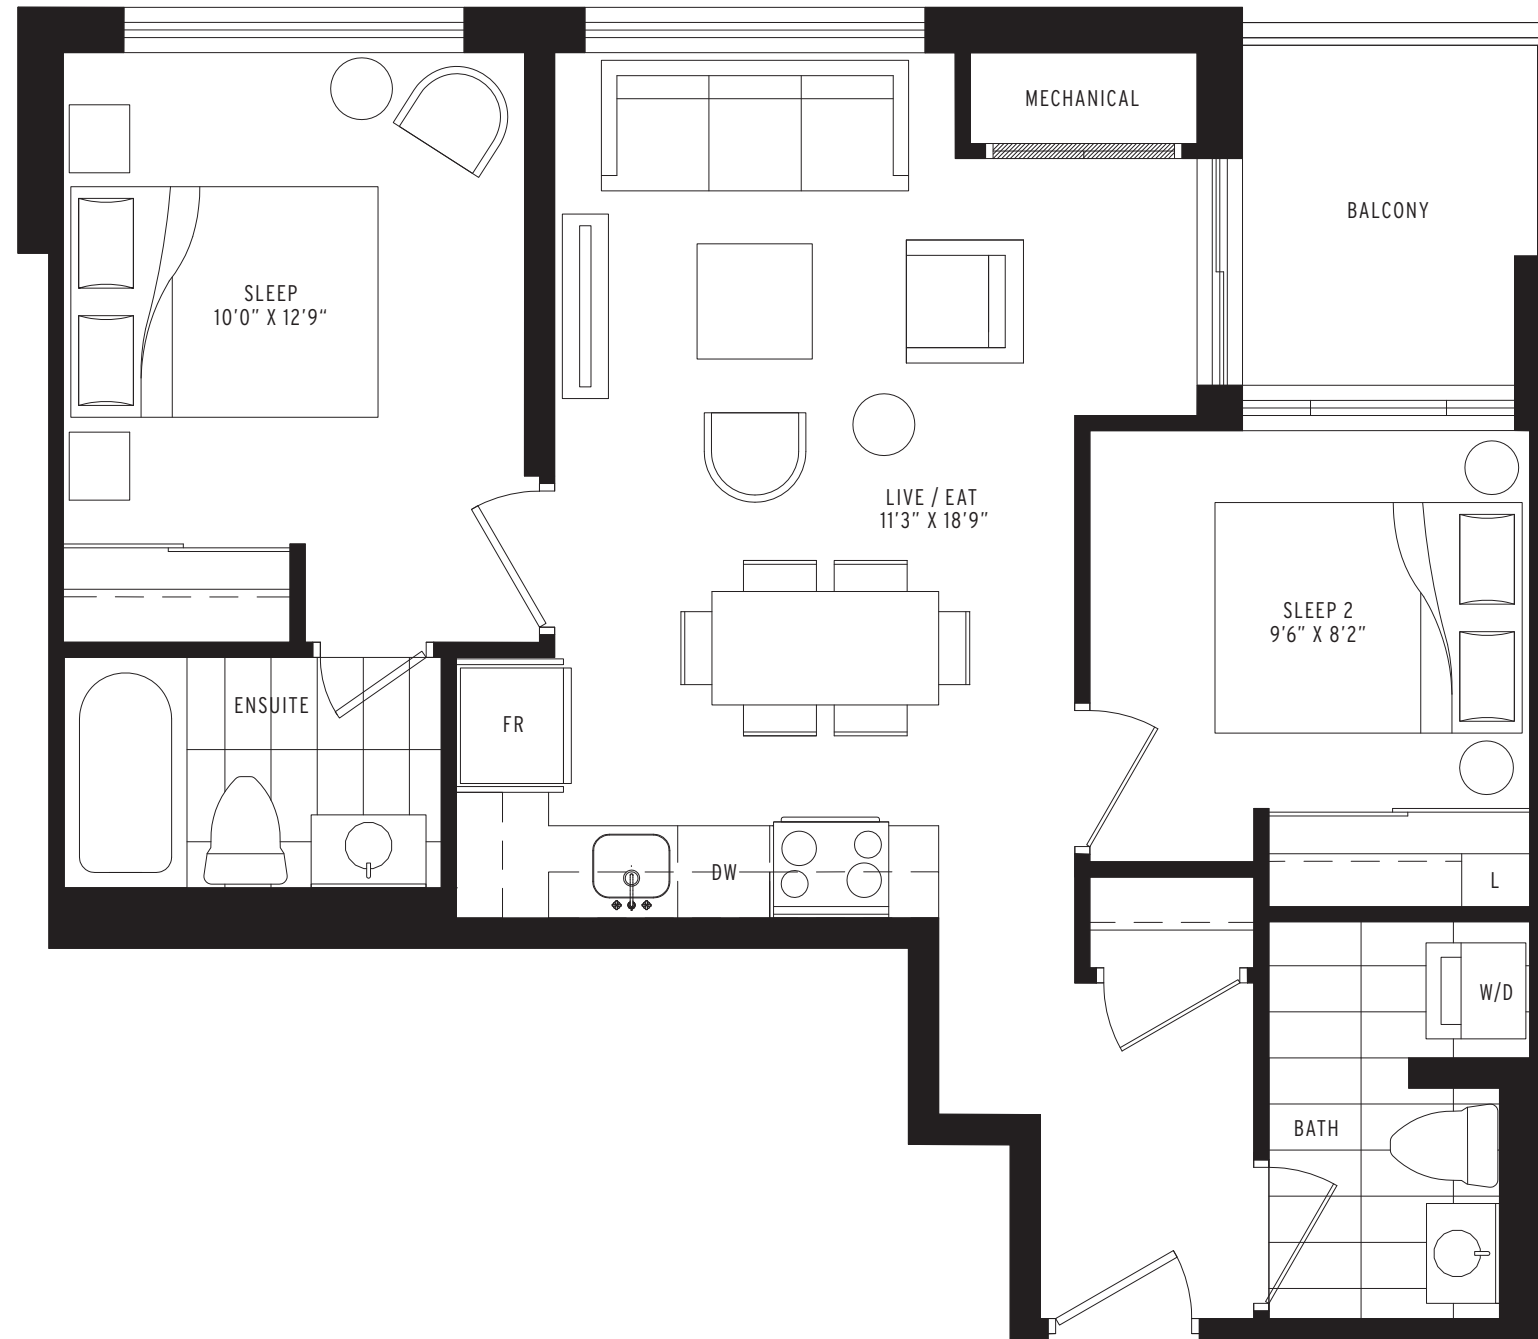 MECHANICAL
BALCONY
SLEEP
10'0" X 12'9“
LIVE / EAT
11'3" X 18'9"
SLEEP 2
9'6" X 8'2"
ENSUITE
FR
DW
L
W/D
BATH